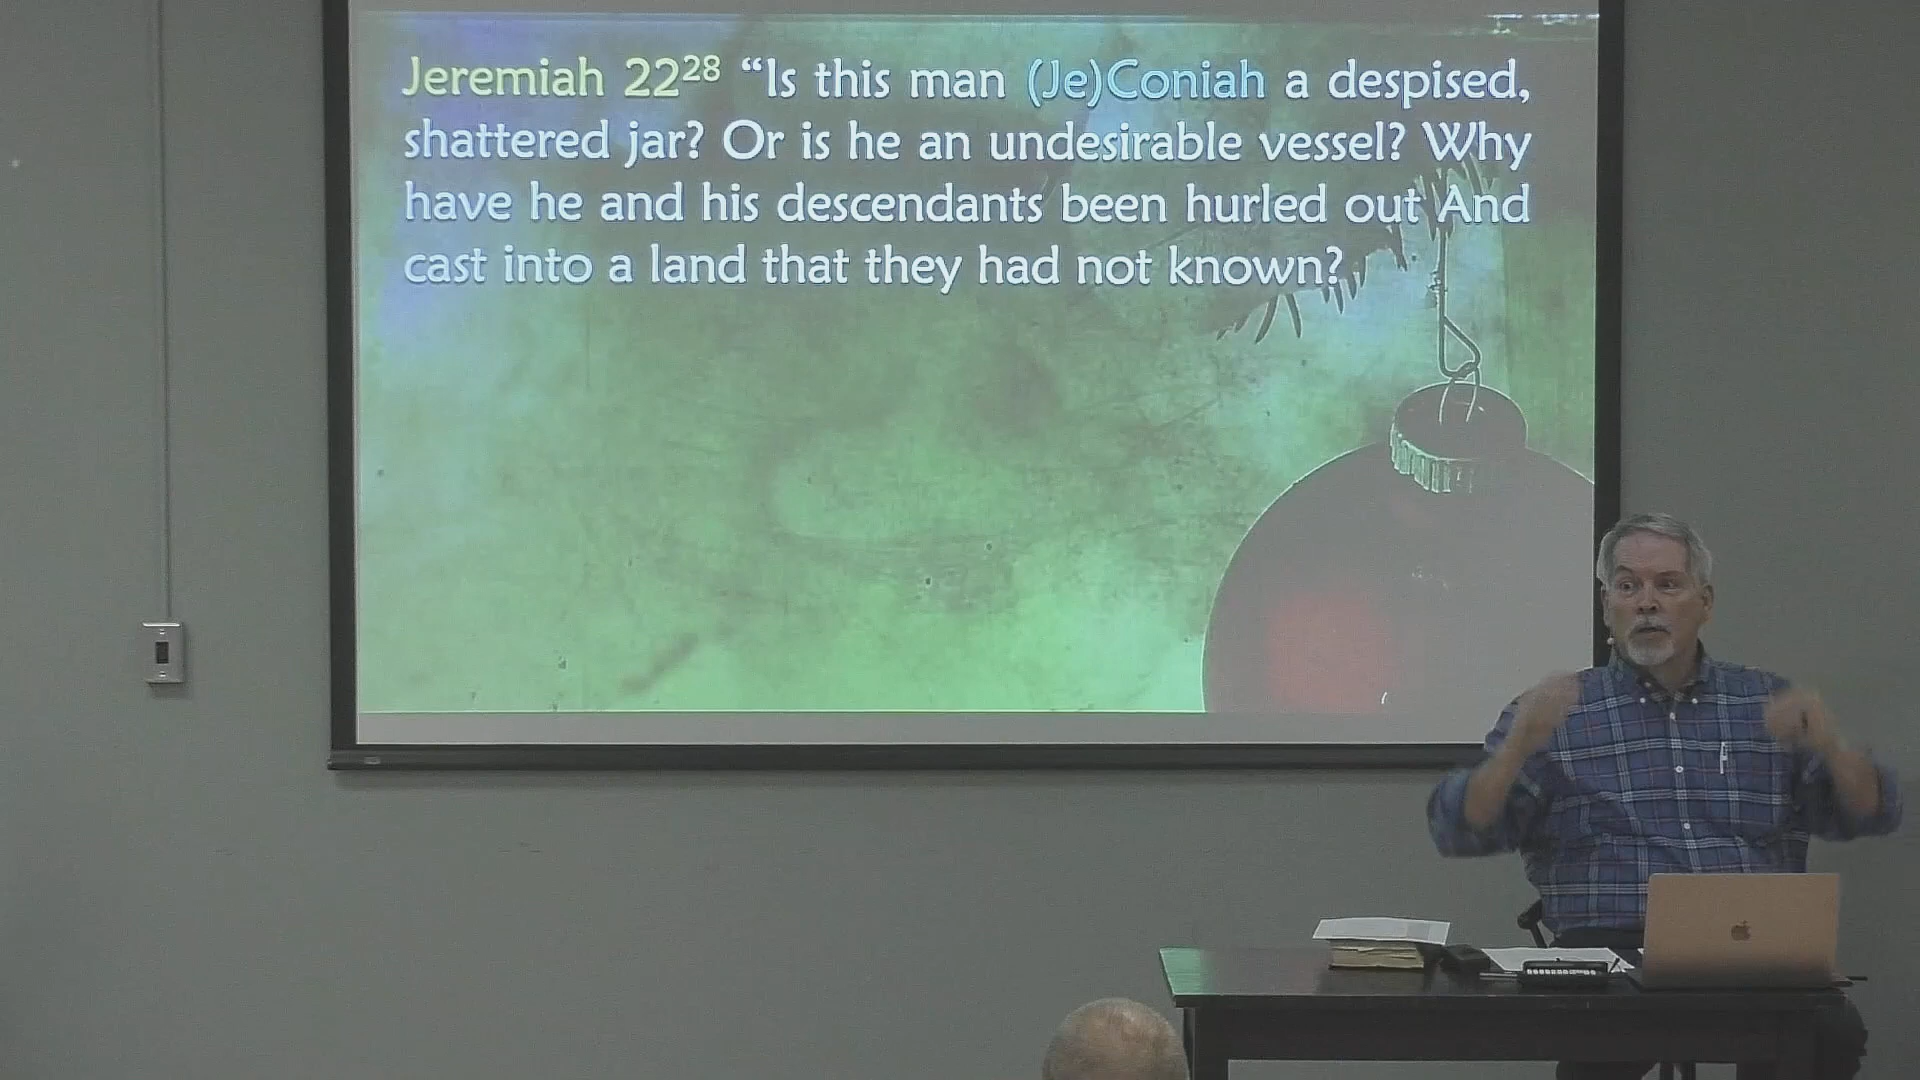 Jeremiah 22²⁸ “Is this man (Je)Coniah a despised,
shattered jar? Or is he an undesirable vessel? Why
have he and his descendants been hurled out And
cast into a land that they had not known?